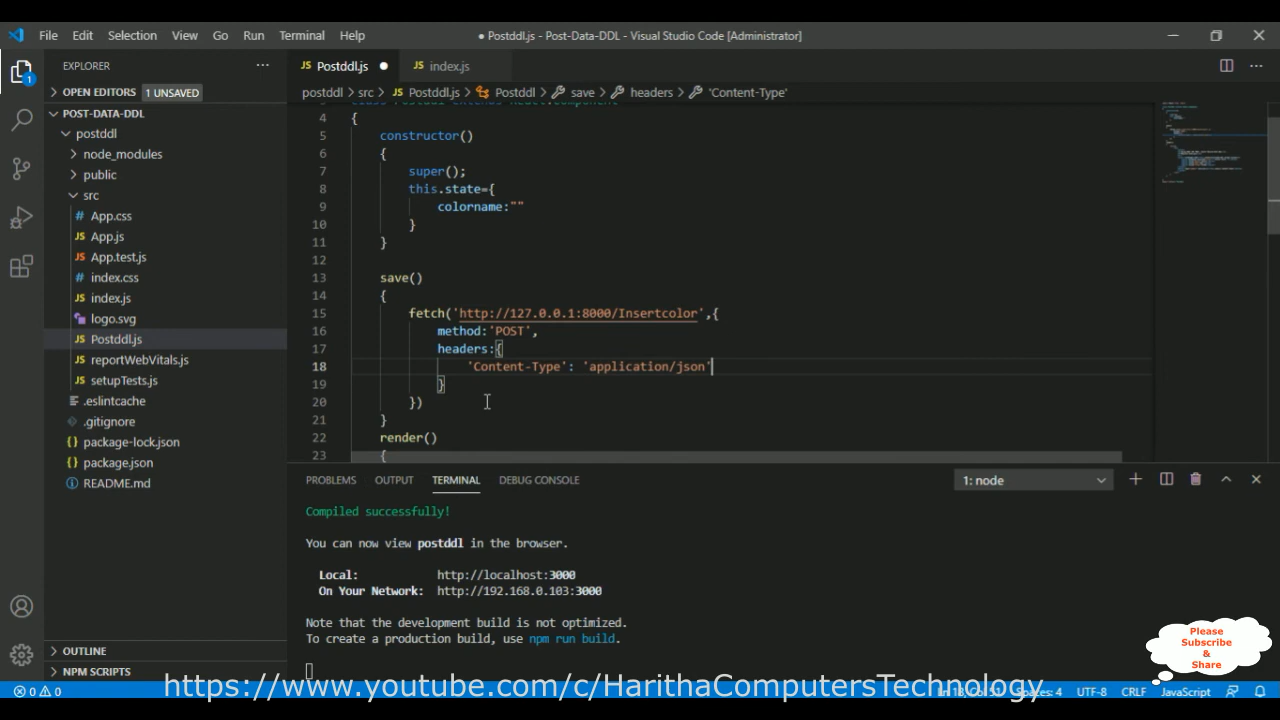 File Edit Selection View Go Run Terminal Help
● Postddl.js - Post-Data-DDL - Visual Studio Code [Administrator]
EXPLORER
Postddl.js
index.js
1
OPEN EDITORS 1 UNSAVED
postddl > src > Postddl.js > Postddl > save > headers > 'Content-Type'
POST-DATA-DDL
postddl
node_modules
public
src
App.css
App.js
App.test.js
index.css
index.js
logo.svg
Postddl.js
reportWebVitals.js
setupTests.js
.eslintcache
.gitignore
package-lock.json
package.json
README.md
OUTLINE
NPM SCRIPTS
4 {
5 constructor()
6 {
7 super();
8 this.state={
9 colorname:""
10 }
11 }
12
13 save()
14 {
15 fetch('http://127.0.0.1:8000/Insertcolor',{
16 method:'POST',
17 headers:{
18 'Content-Type': 'application/json'
19 }
20 })
21 }
22 render()
23 {
PROBLEMS OUTPUT TERMINAL DEBUG CONSOLE
1: node
Compiled successfully!
You can now view postddl in the browser.
Local: http://localhost:3000
On Your Network: http://192.168.0.103:3000
Note that the development build is not optimized.
To create a production build, use npm run build.
Please
Subscribe
&
Share
https://www.youtube.com/c/HarithaComputersTechnology
0 0
Spaces: 4 UTF-8 CRLF JavaScript